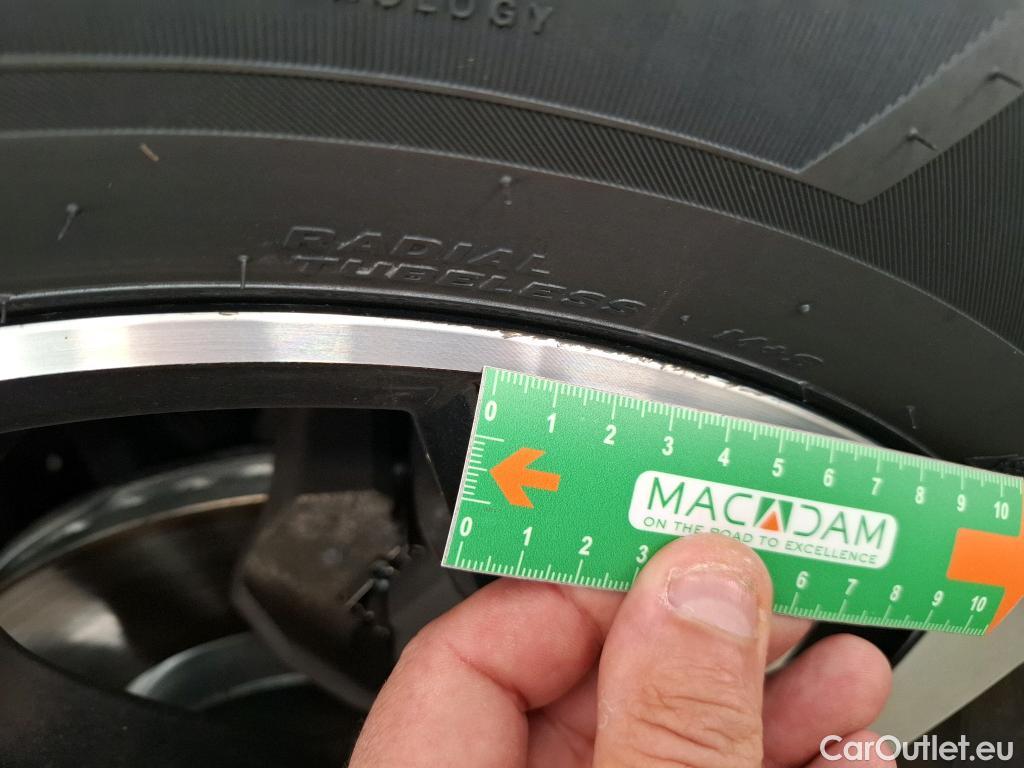 OLOGY
RADIAL
TUBELESS . M+S
0 1 2 3 4 5 6 7 8 9 10
MACADAM
ON THE ROAD TO EXCELLENCE
0 1 2 3 6 7 8 9 10
CarOutlet.eu